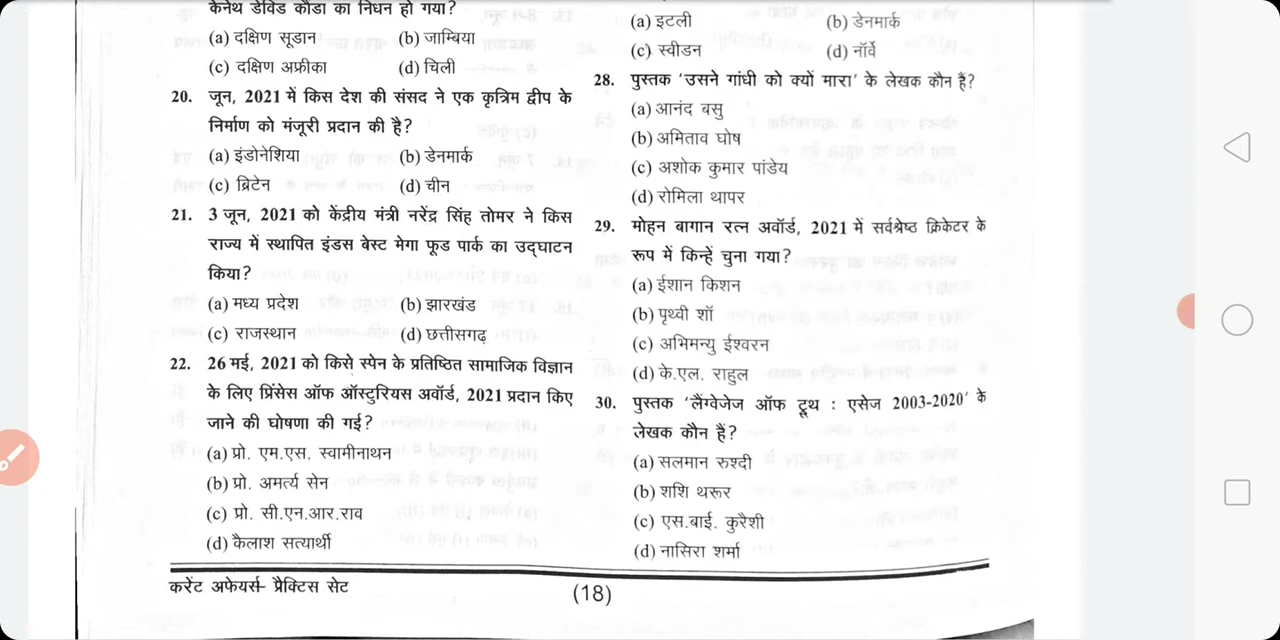 केनेथ डेविड कौंडा का निधन हो गया?
(a) दक्षिण सूडान (b) जाम्बिया
(c) दक्षिण अफ्रीका (d) चिली
20. जून, 2021 में किस देश की संसद ने एक कृत्रिम द्वीप के
निर्माण को मंजूरी प्रदान की है?
(a) इंडोनेशिया (b) डेनमार्क
(c) ब्रिटेन (d) चीन
21. 3 जून, 2021 को केंद्रीय मंत्री नरेंद्र सिंह तोमर ने किस
राज्य में स्थापित इंडस बेस्ट मेगा फूड पार्क का उद्घाटन
किया?
(a) मध्य प्रदेश (b) झारखंड
(c) राजस्थान (d) छत्तीसगढ़
22. 26 मई, 2021 को किसे स्पेन के प्रतिष्ठित सामाजिक विज्ञान
के लिए प्रिंसेस ऑफ ऑस्टुरियस अवॉर्ड, 2021 प्रदान किए
जाने की घोषणा की गई?
(a) प्रो. एम.एस. स्वामीनाथन
(b) प्रो. अमर्त्य सेन
(c) प्रो. सी.एन.आर.राव
(d) कैलाश सत्यार्थी
(a) इटली (b) डेनमार्क
(c) स्वीडन (d) नॉर्वे
28. पुस्तक 'उसने गांधी को क्यों मारा' के लेखक कौन हैं?
(a) आनंद बसु
(b) अमिताव घोष
(c) अशोक कुमार पांडेय
(d) रोमिला थापर
29. मोहन बागान रत्न अवॉर्ड, 2021 में सर्वश्रेष्ठ क्रिकेटर के
रूप में किन्हें चुना गया?
(a) ईशान किशन
(b) पृथ्वी शॉ
(c) अभिमन्यु ईश्वरन
(d) के.एल. राहुल
30. पुस्तक 'लैंग्वेजेज ऑफ ट्रूथ : एसेज 2003-2020' के
लेखक कौन हैं?
(a) सलमान रुश्दी
(b) शशि थरूर
(c) एस.बाई. कुरैशी
(d) नासिरा शर्मा
करेंट अफेयर्स- प्रैक्टिस सेट (18)